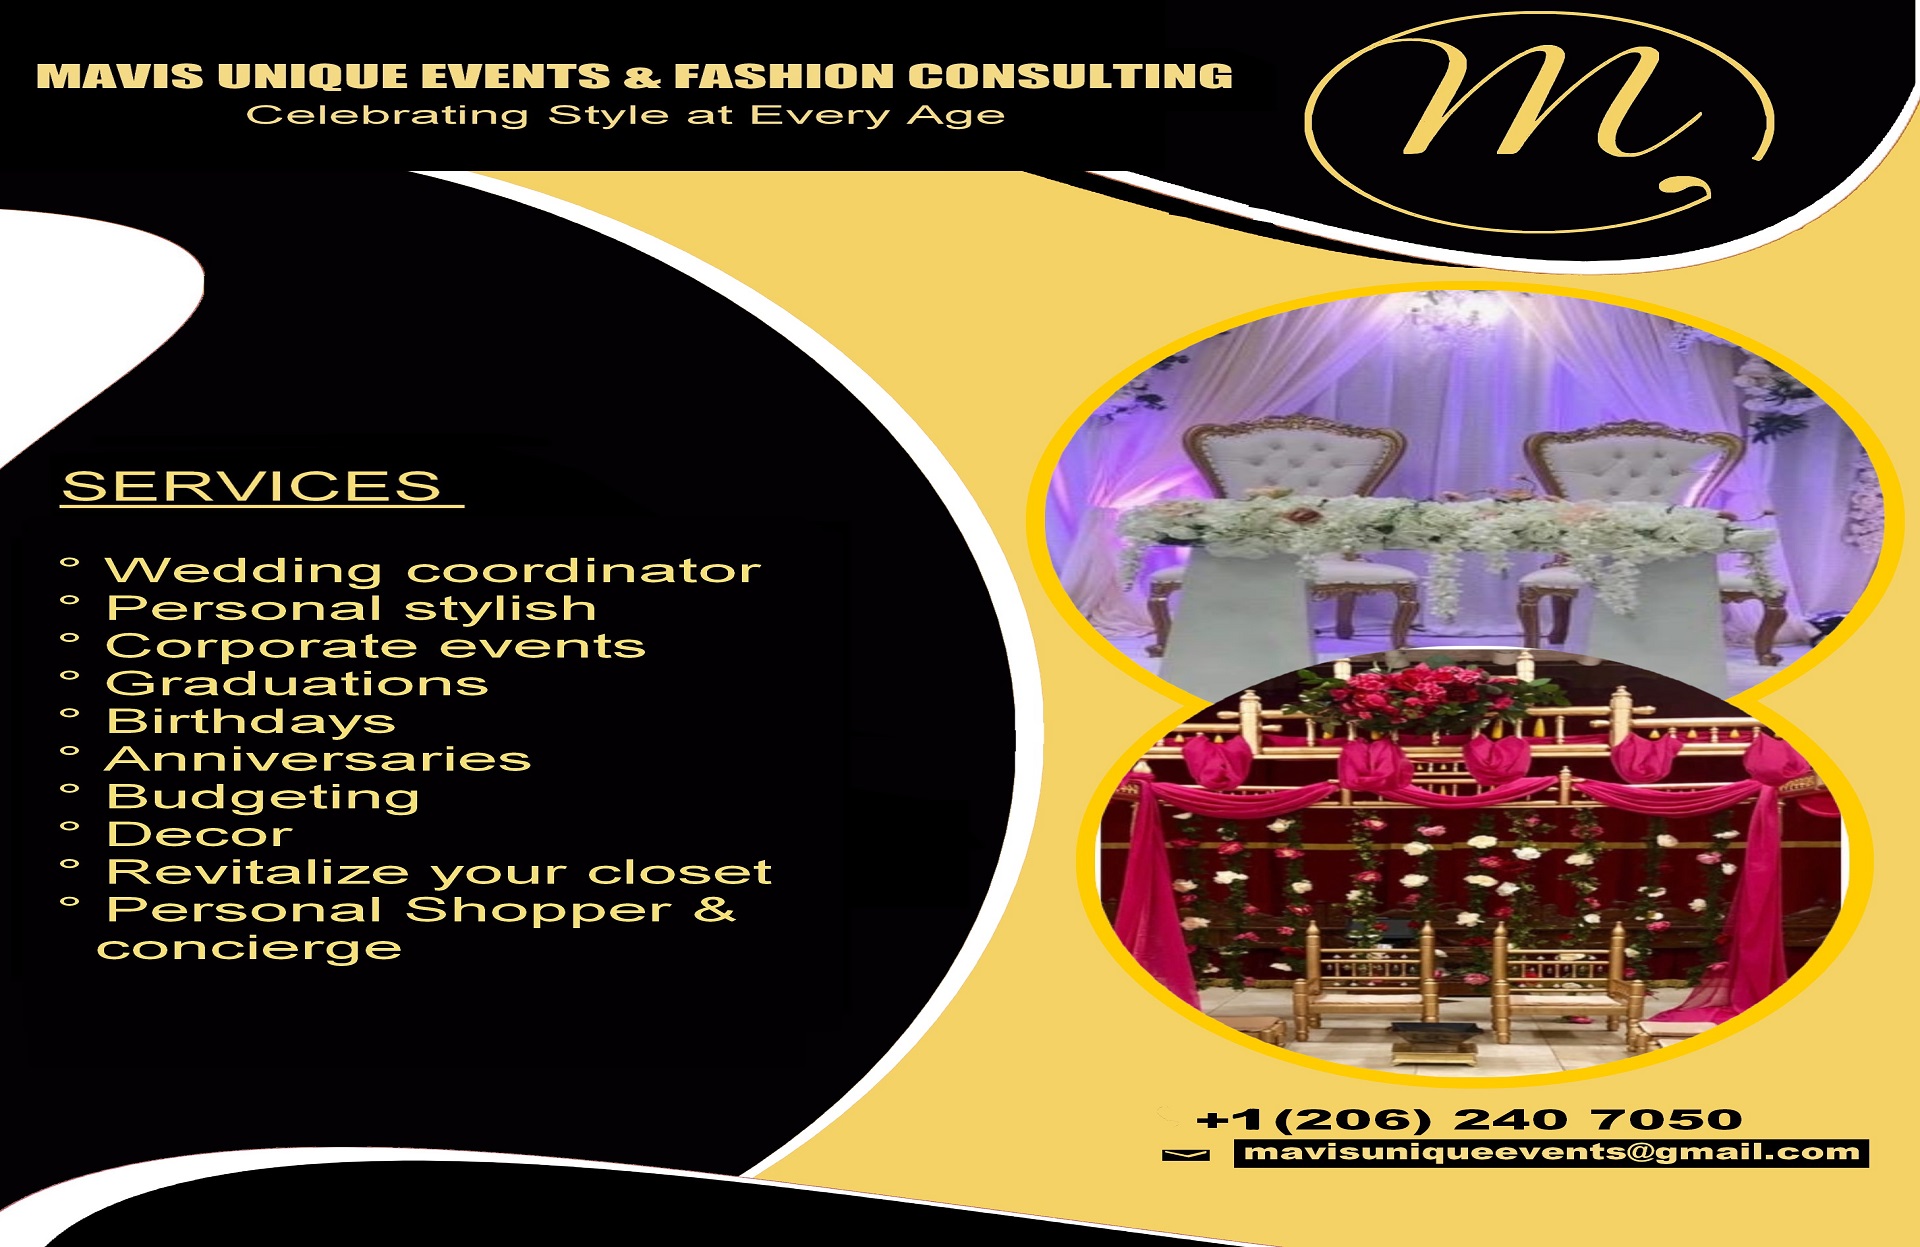 MAVIS UNIQUE EVENTS & FASHION CONSULTING
Celebrating Style at Every Age
m
SERVICES
° Wedding coordinator
° Personal stylish
° Corporate events
° Graduations
° Birthdays
° Anniversaries
° Budgeting
° Decor
° Revitalize your closet
° Personal Shopper &
concierge
+1(206) 240 7050
mavisuniqueevents@gmail.com